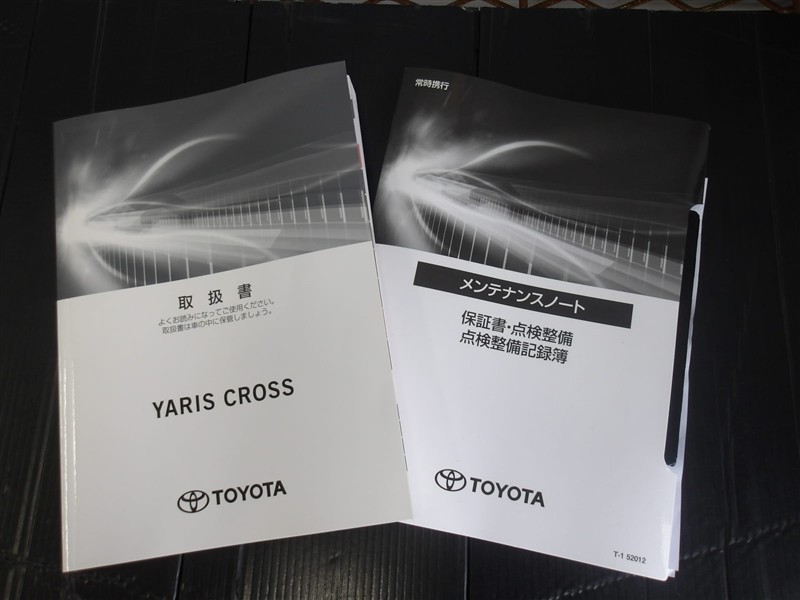 取扱書
よくお読みになってご使用ください。
取扱書は車の中に保管しましょう。
YARIS CROSS
TOYOTA
常時携行
メンテナンスノート
保証書・点検整備
点検整備記録簿
TOYOTA
T-1 52012